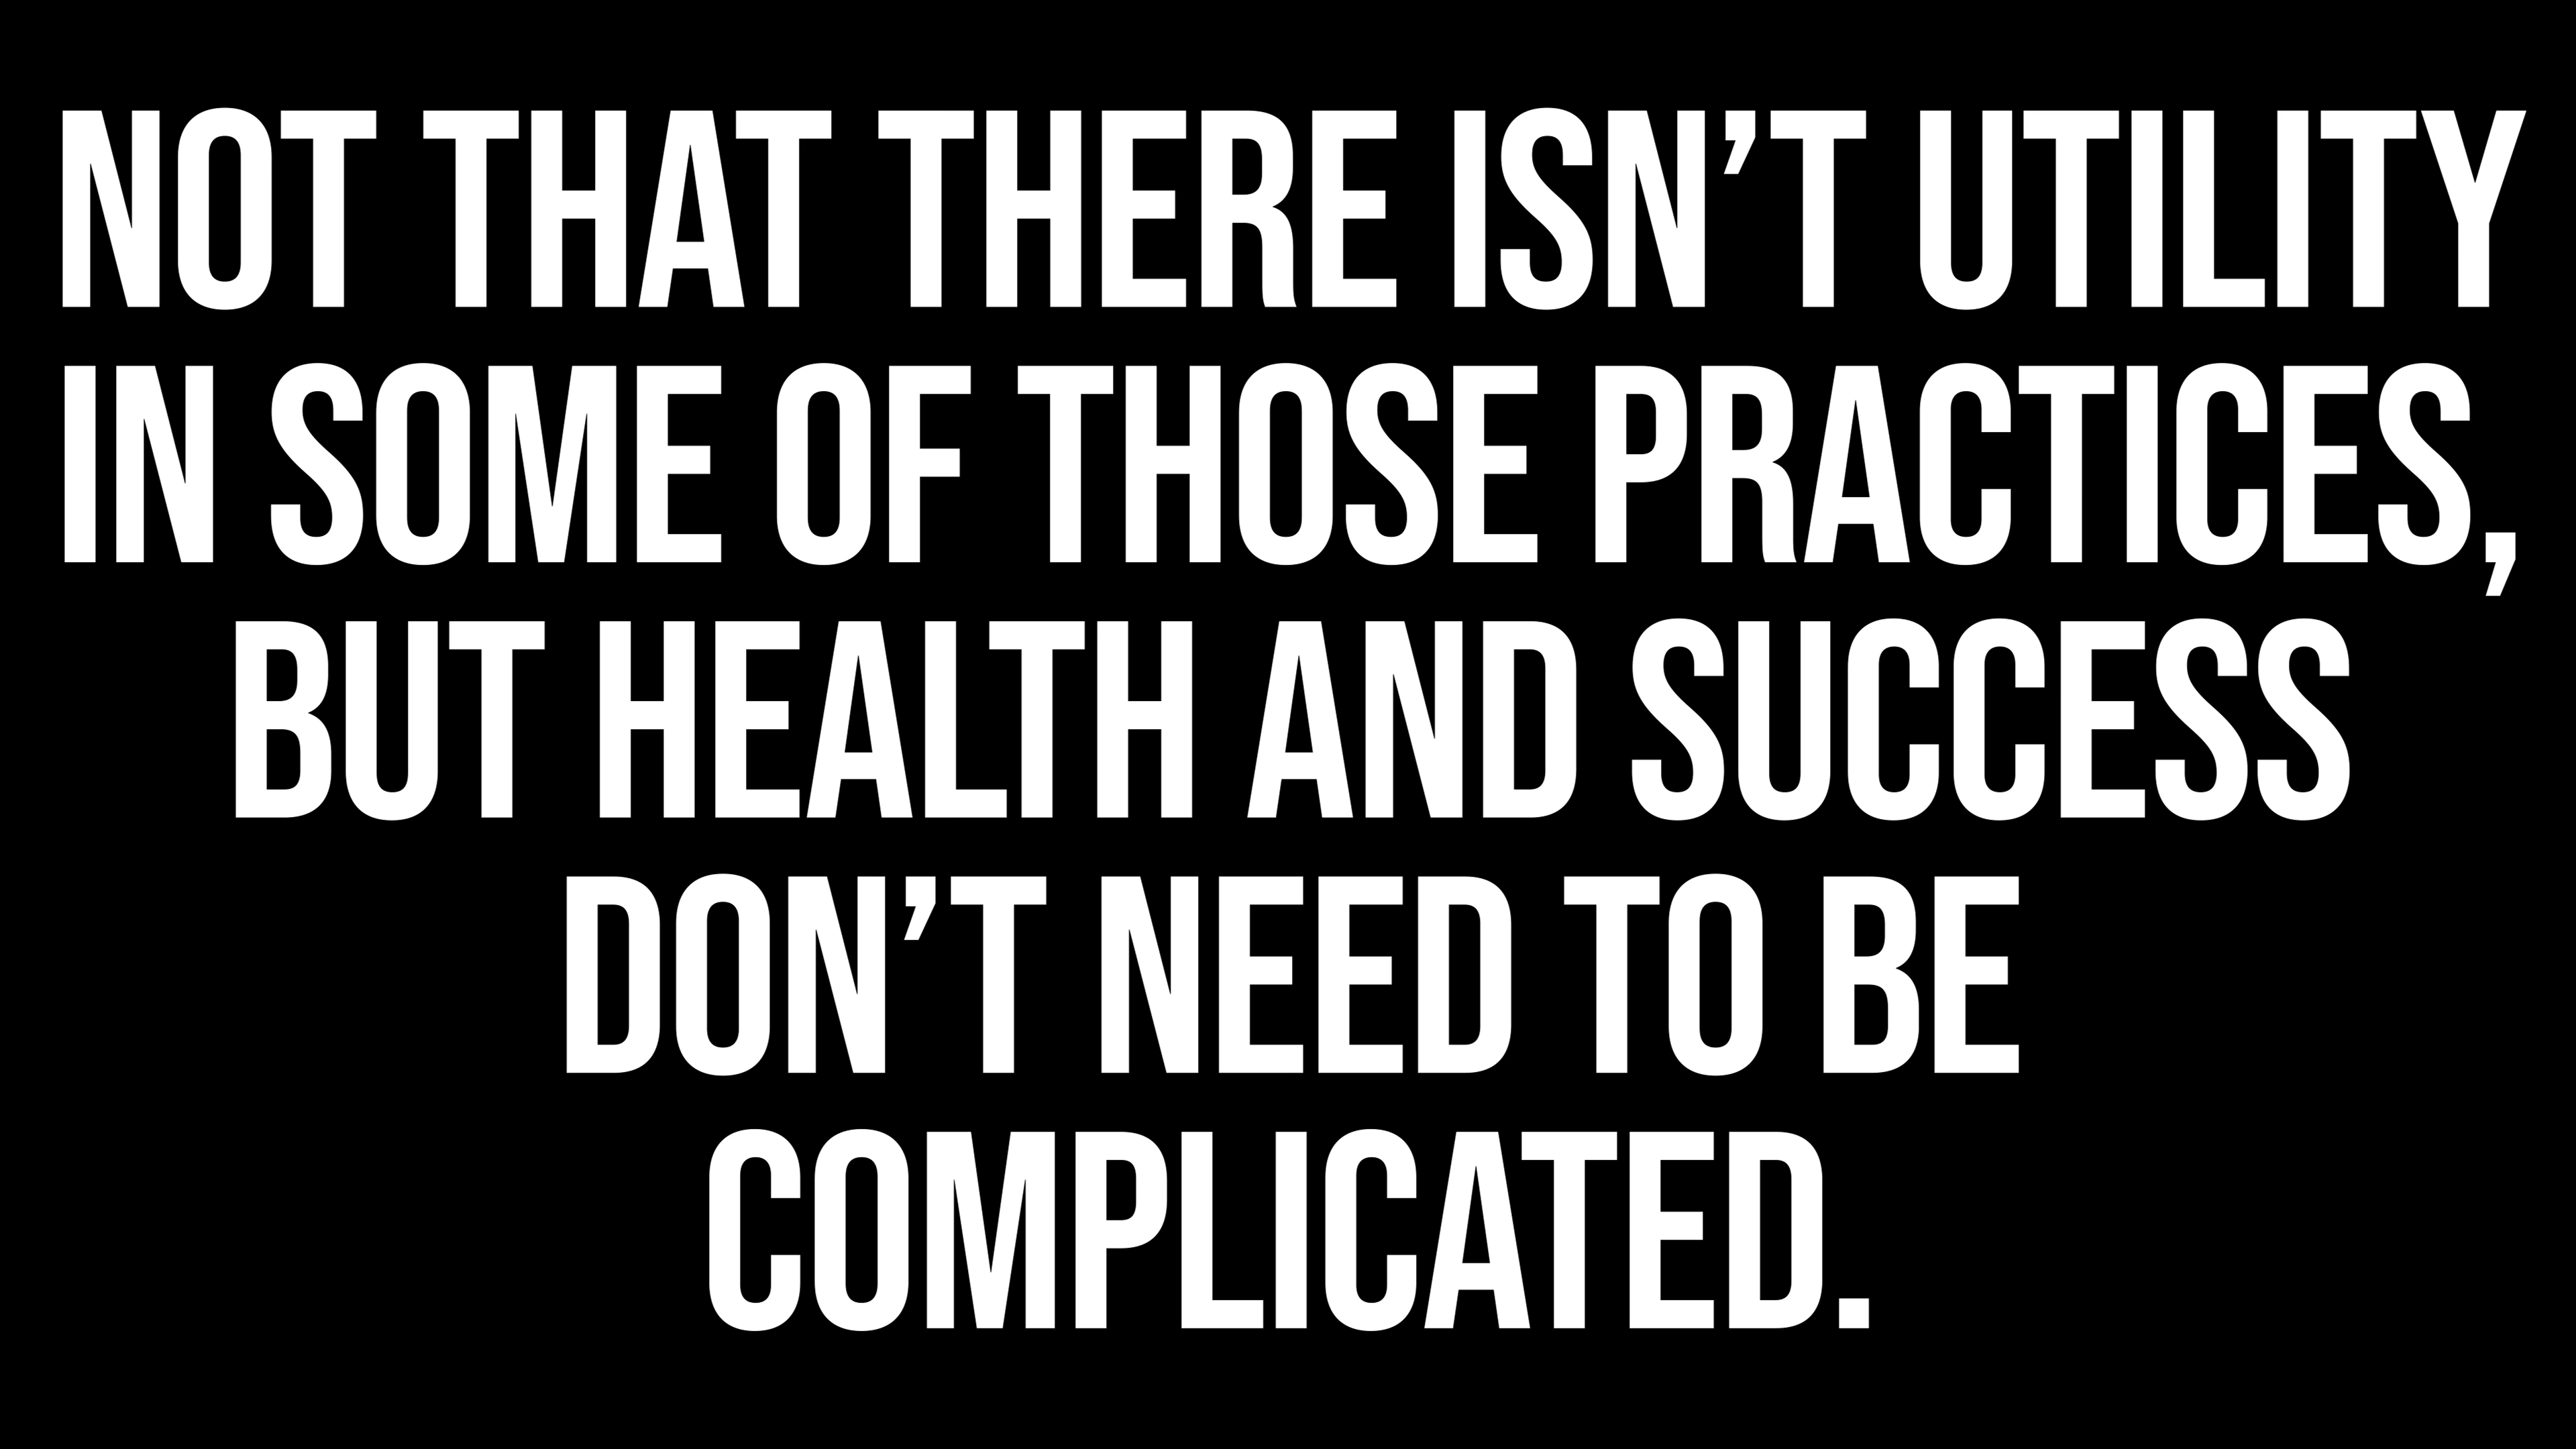 NOT THAT THERE ISN’T UTILITY
IN SOME OF THOSE PRACTICES,
BUT HEALTH AND SUCCESS
DON’T NEED TO BE
COMPLICATED.